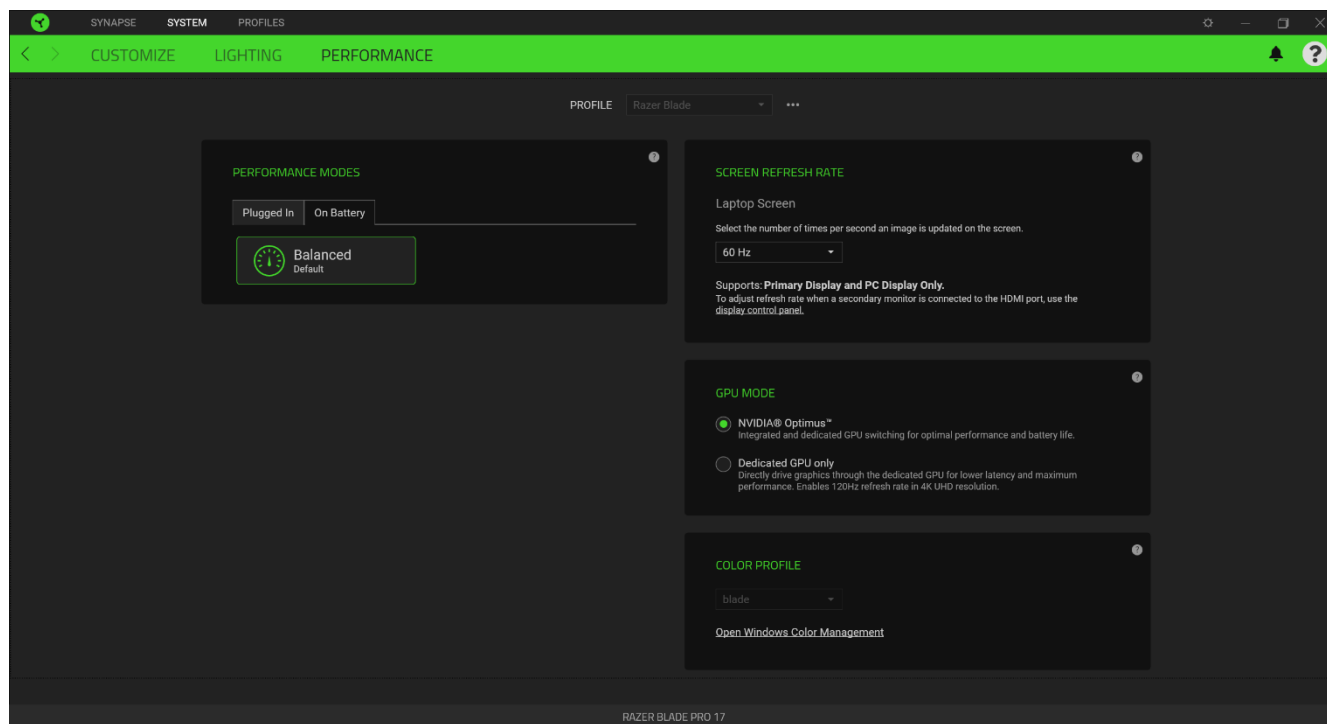 SYNAPSE SYSTEM PROFILES
CUSTOMIZE LIGHTING PERFORMANCE
?
PROFILE Razer Blade
PERFORMANCE MODES
?
Plugged In On Battery
Balanced
Default
SCREEN REFRESH RATE
?
Laptop Screen
Select the number of times per second an image is updated on the screen.
60 Hz
Supports: Primary Display and PC Display Only.
To adjust refresh rate when a secondary monitor is connected to the HDMI port, use the
display control panel.
GPU MODE
?
NVIDIA® Optimus™
Integrated and dedicated GPU switching for optimal performance and battery life.
Dedicated GPU only
Directly drive graphics through the dedicated GPU for lower latency and maximum
performance. Enables 120Hz refresh rate in 4K UHD resolution.
COLOR PROFILE
?
blade
Open Windows Color Management
RAZER BLADE PRO 17